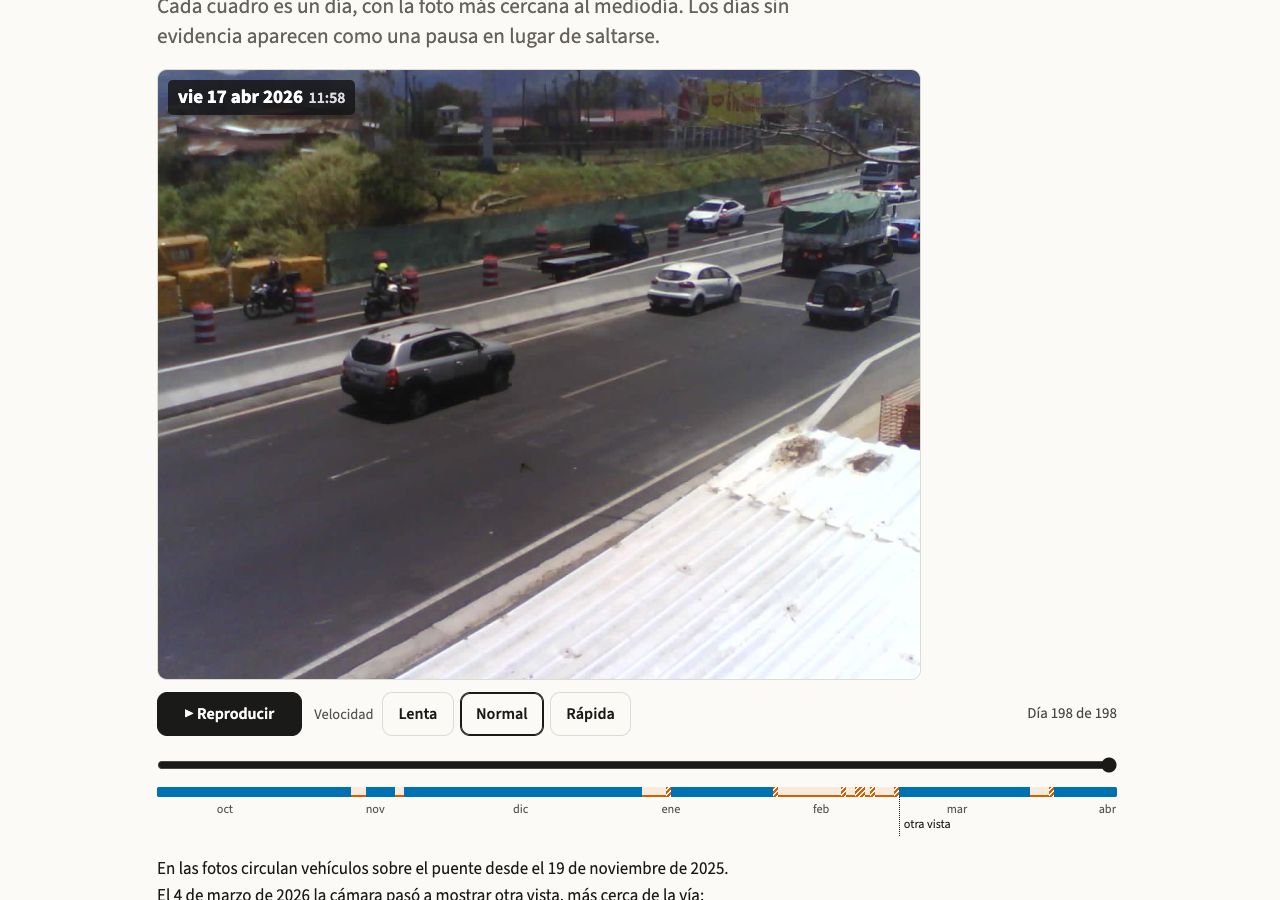 Cada cuadro es un día, con la foto más cercana al mediodía. Los días sin
evidencia aparecen como una pausa en lugar de saltarse.
vie 17 abr 2026 11:58
Reproducir
Velocidad
Lenta
Normal
Rápida
Día 198 de 198
oct nov dic ene feb mar abr
otra vista
En las fotos circulan vehículos sobre el puente desde el 19 de noviembre de 2025.
El 4 de marzo de 2026 la cámara pasó a mostrar otra vista, más cerca de la vía: